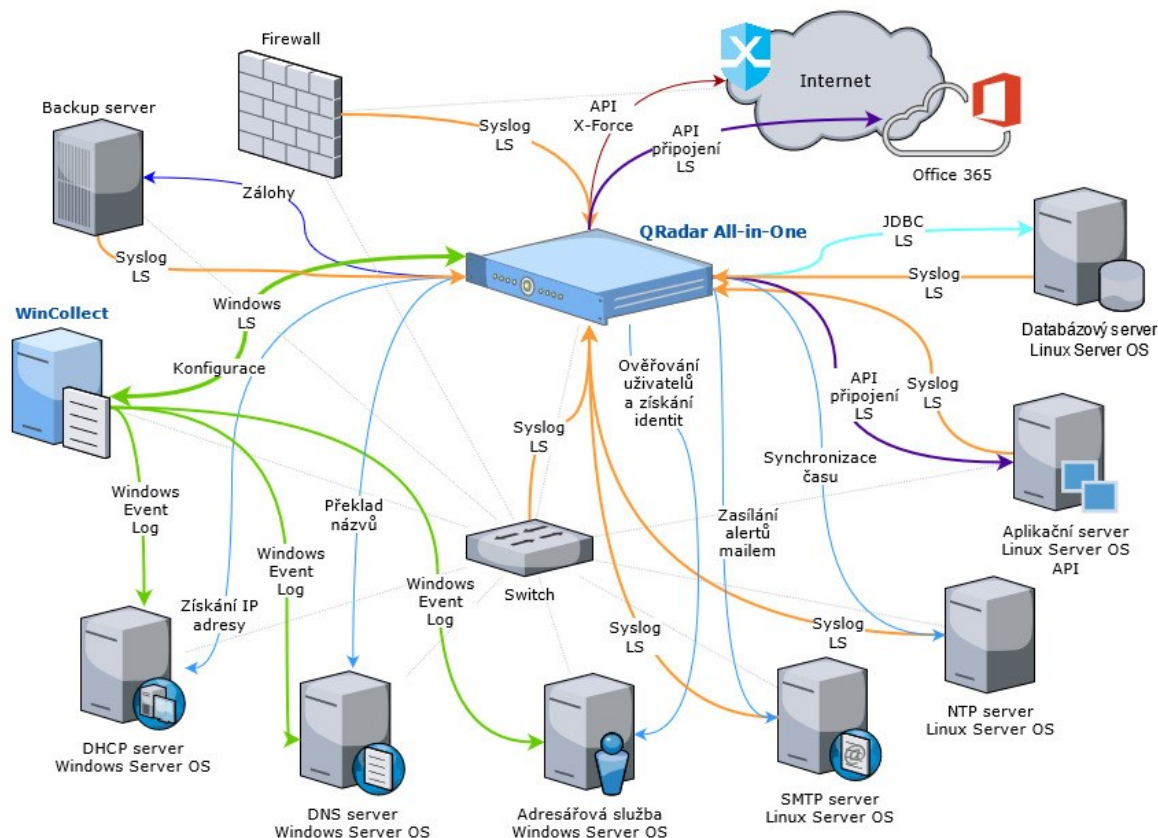 Firewall
Internet
Backup server
API
X-Force
Syslog
LS
API
připojení
LS
Office 365
Zálohy
QRadar All-in-One
JDBC
LS
Syslog
LS
Syslog
LS
Windows
LS
WinCollect
Databázový server
Linux Server OS
Konfigurace
Ověřování
uživatelů
a získání
identit
API
připojení
LS
Syslog
LS
Syslog
LS
Synchronizace
času
Windows
Event
Log
Překlad
názvů
Zasílání
alertů
mailem
Aplikační server
Linux Server OS
API
Windows
Event
Log
Windows
Event
Log
Switch
Získání IP
adresy
Syslog
LS
Syslog
LS
NTP server
Linux Server OS
DHCP server
Windows Server OS
DNS server
Windows Server OS
Adresářová služba
Windows Server OS
SMTP server
Linux Server OS